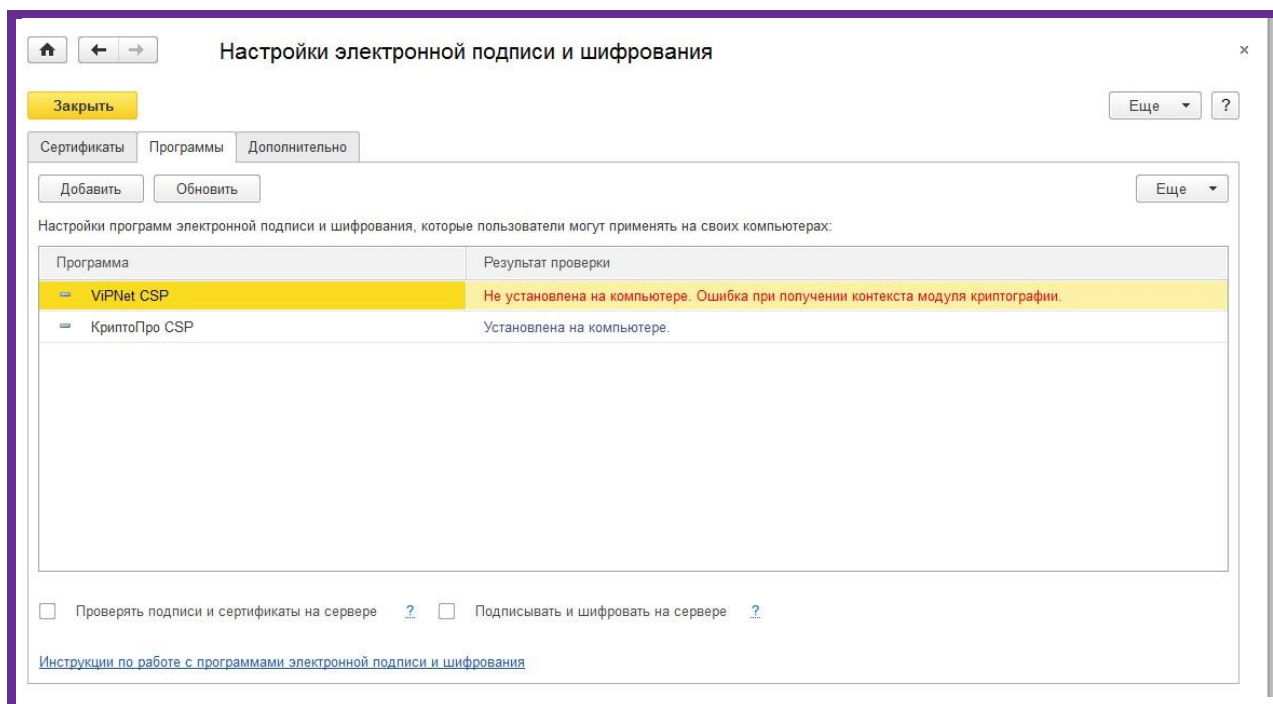 Настройки электронной подписи и шифрования
Закрыть
Еще
?
Сертификаты Программы Дополнительно
Добавить Обновить Еще
Настройки программ электронной подписи и шифрования, которые пользователи могут применять на своих компьютерах:
Программа Результат проверки
ViPNet CSP Не установлена на компьютере. Ошибка при получении контекста модуля криптографии.
КриптоПро CSP Установлена на компьютере.
Проверять подписи и сертификаты на сервере ? Подписывать и шифровать на сервере ?
Инструкции по работе с программами электронной подписи и шифрования